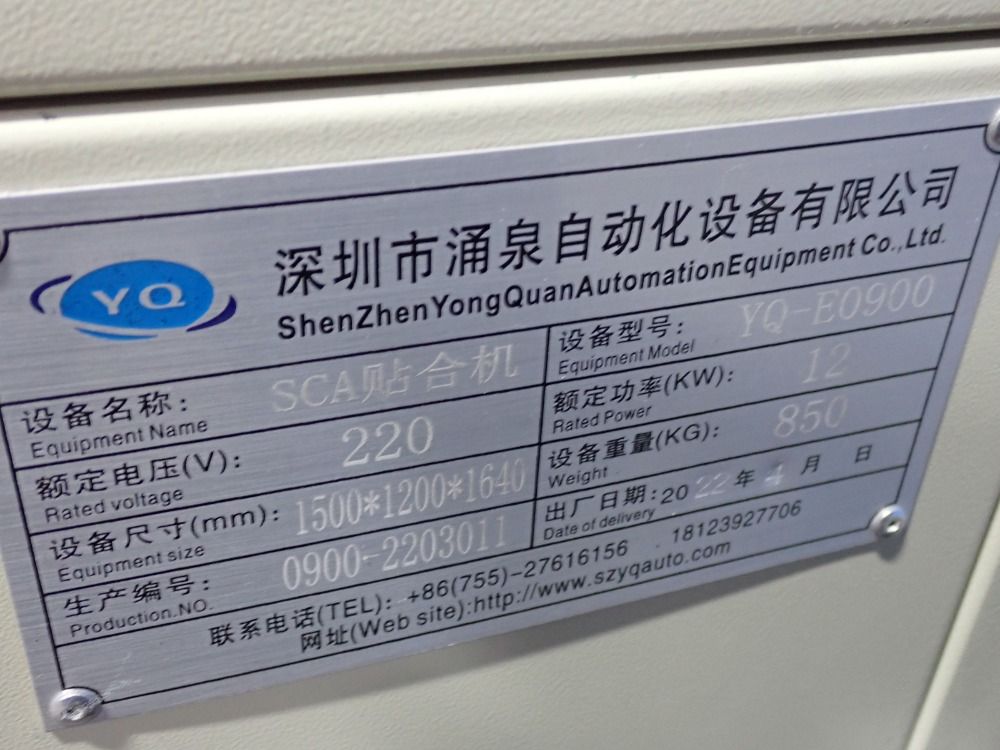 YQ
深圳市涌泉自动化设备有限公司
ShenZhenYongQuanAutomationEquipment Co.,Ltd.
设备名称: SCA贴合机 设备型号: YQ-E0900
Equipment Name Equipment Model
额定电压(V): 220 额定功率(KW): 12
Rated voltage Rated Power
设备尺寸(mm): 1500*1200*1640 设备重量(KG): 850
Equipment size Weight
生产编号: 0900-2203011 出厂日期:2022年4月 日
Production.NO. Date of delivery
联系电话(TEL): +86(755)-27616156 18123927706
网址(Web site):http://www.szyqauto.com